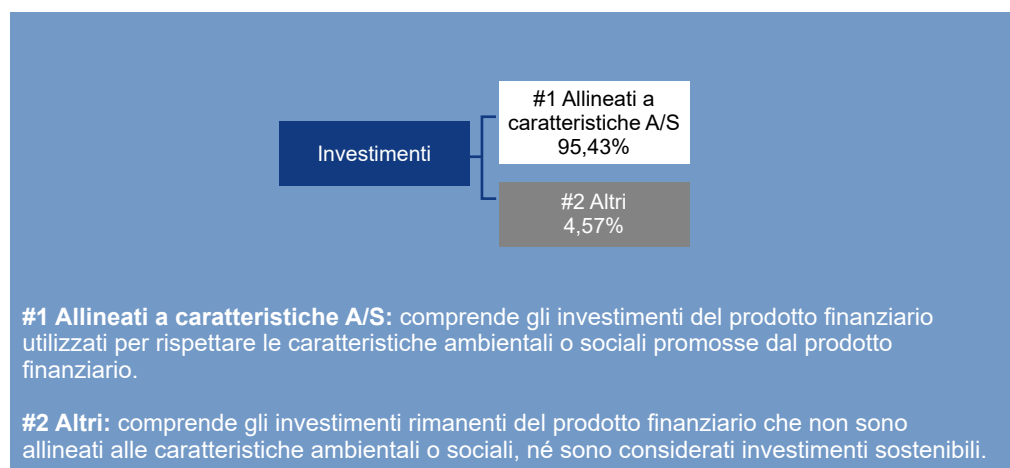 #1 Allineati a
caratteristiche A/S
95,43%
Investimenti
#2 Altri
4,57%
#1 Allineati a caratteristiche A/S: comprende gli investimenti del prodotto finanziario
utilizzati per rispettare le caratteristiche ambientali o sociali promosse dal prodotto
finanziario.
#2 Altri: comprende gli investimenti rimanenti del prodotto finanziario che non sono
allineati alle caratteristiche ambientali o sociali, né sono considerati investimenti sostenibili.